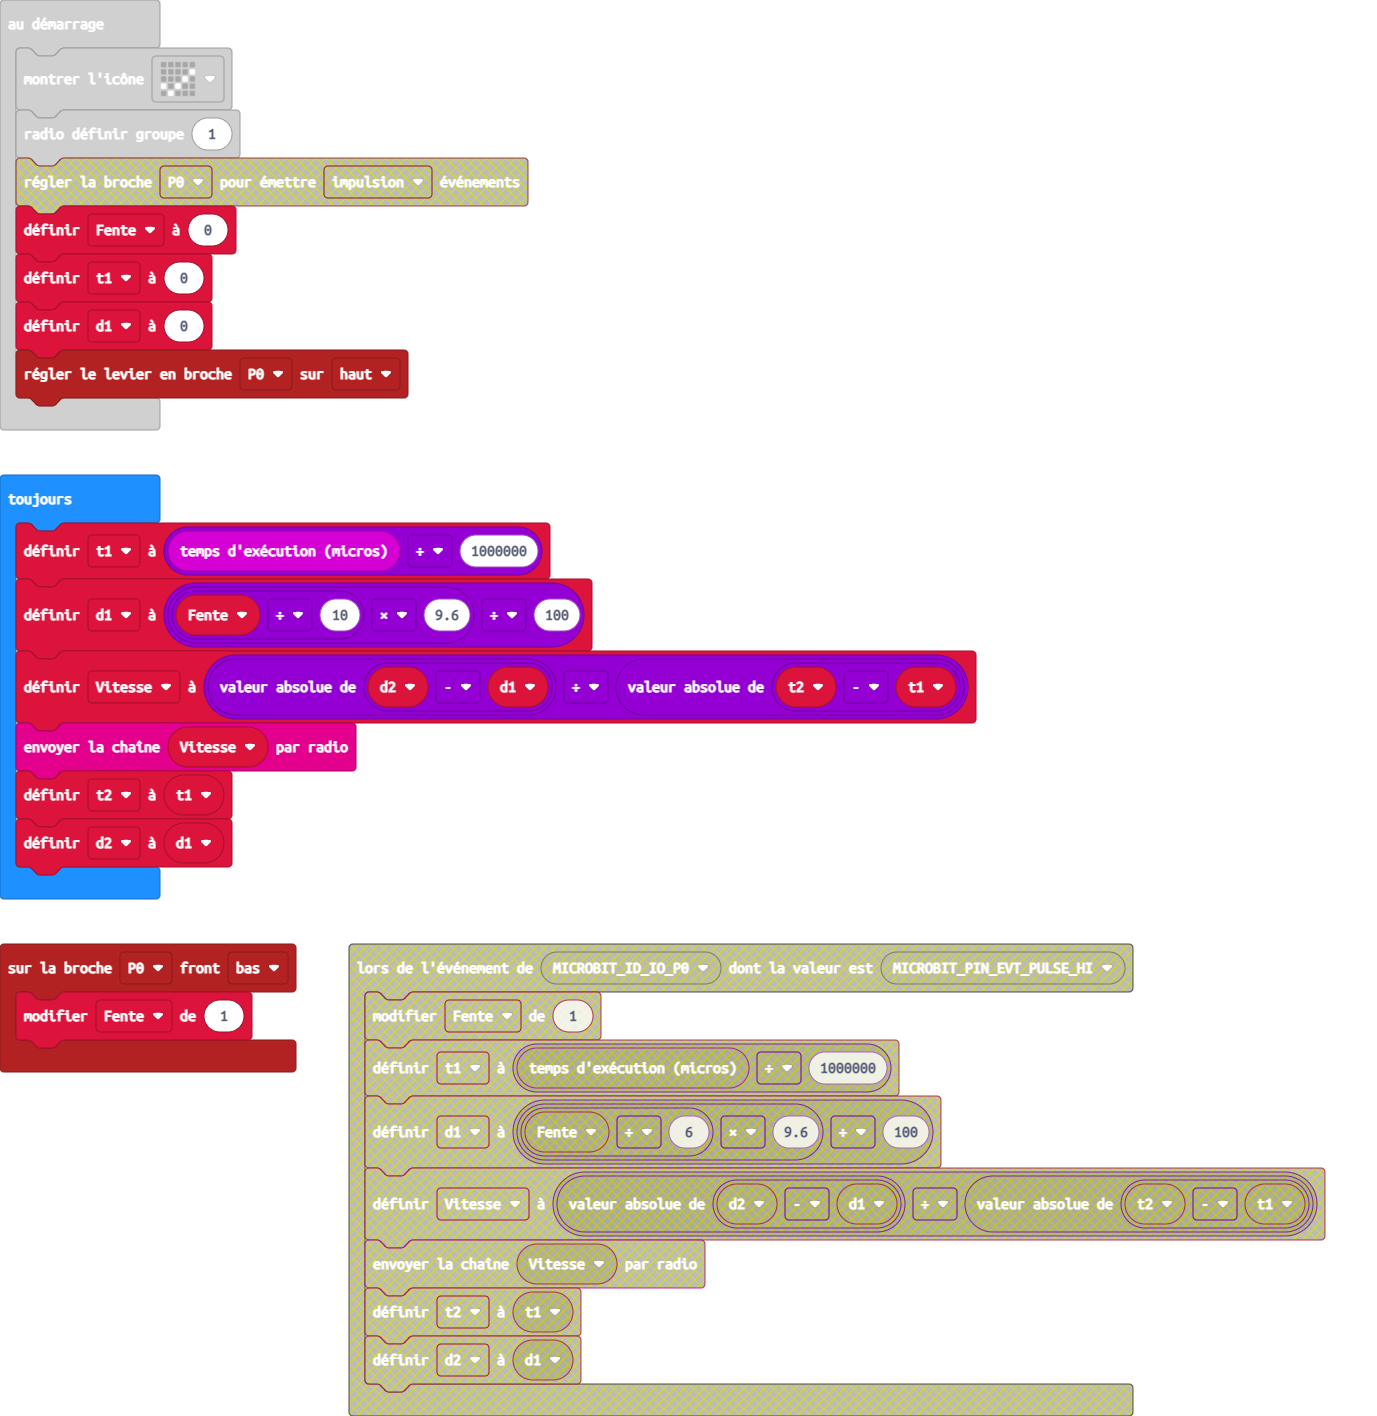 au démarrage
montrer l'icône
radio définir groupe 1
régler la broche P0 pour émettre impulsion événements
définir Fente à 0
définir t1 à 0
définir d1 à 0
régler le levier en broche P0 sur haut
toujours
définir t1 à temps d'exécution (micros) ÷ 1000000
définir d1 à Fente ÷ 10 × 9.6 ÷ 100
définir Vitesse à valeur absolue de d2 - d1 ÷ valeur absolue de t2 - t1
envoyer la chaîne Vitesse par radio
définir t2 à t1
définir d2 à d1
sur la broche P0 front bas
modifier Fente de 1
lors de l'événement de MICROBIT_ID_IO_P0 dont la valeur est MICROBIT_PIN_EVT_PULSE_HI
modifier Fente de 1
définir t1 à temps d'exécution (micros) ÷ 1000000
définir d1 à Fente ÷ 6 × 9.6 ÷ 100
définir Vitesse à valeur absolue de d2 - d1 ÷ valeur absolue de t2 - t1
envoyer la chaîne Vitesse par radio
définir t2 à t1
définir d2 à d1